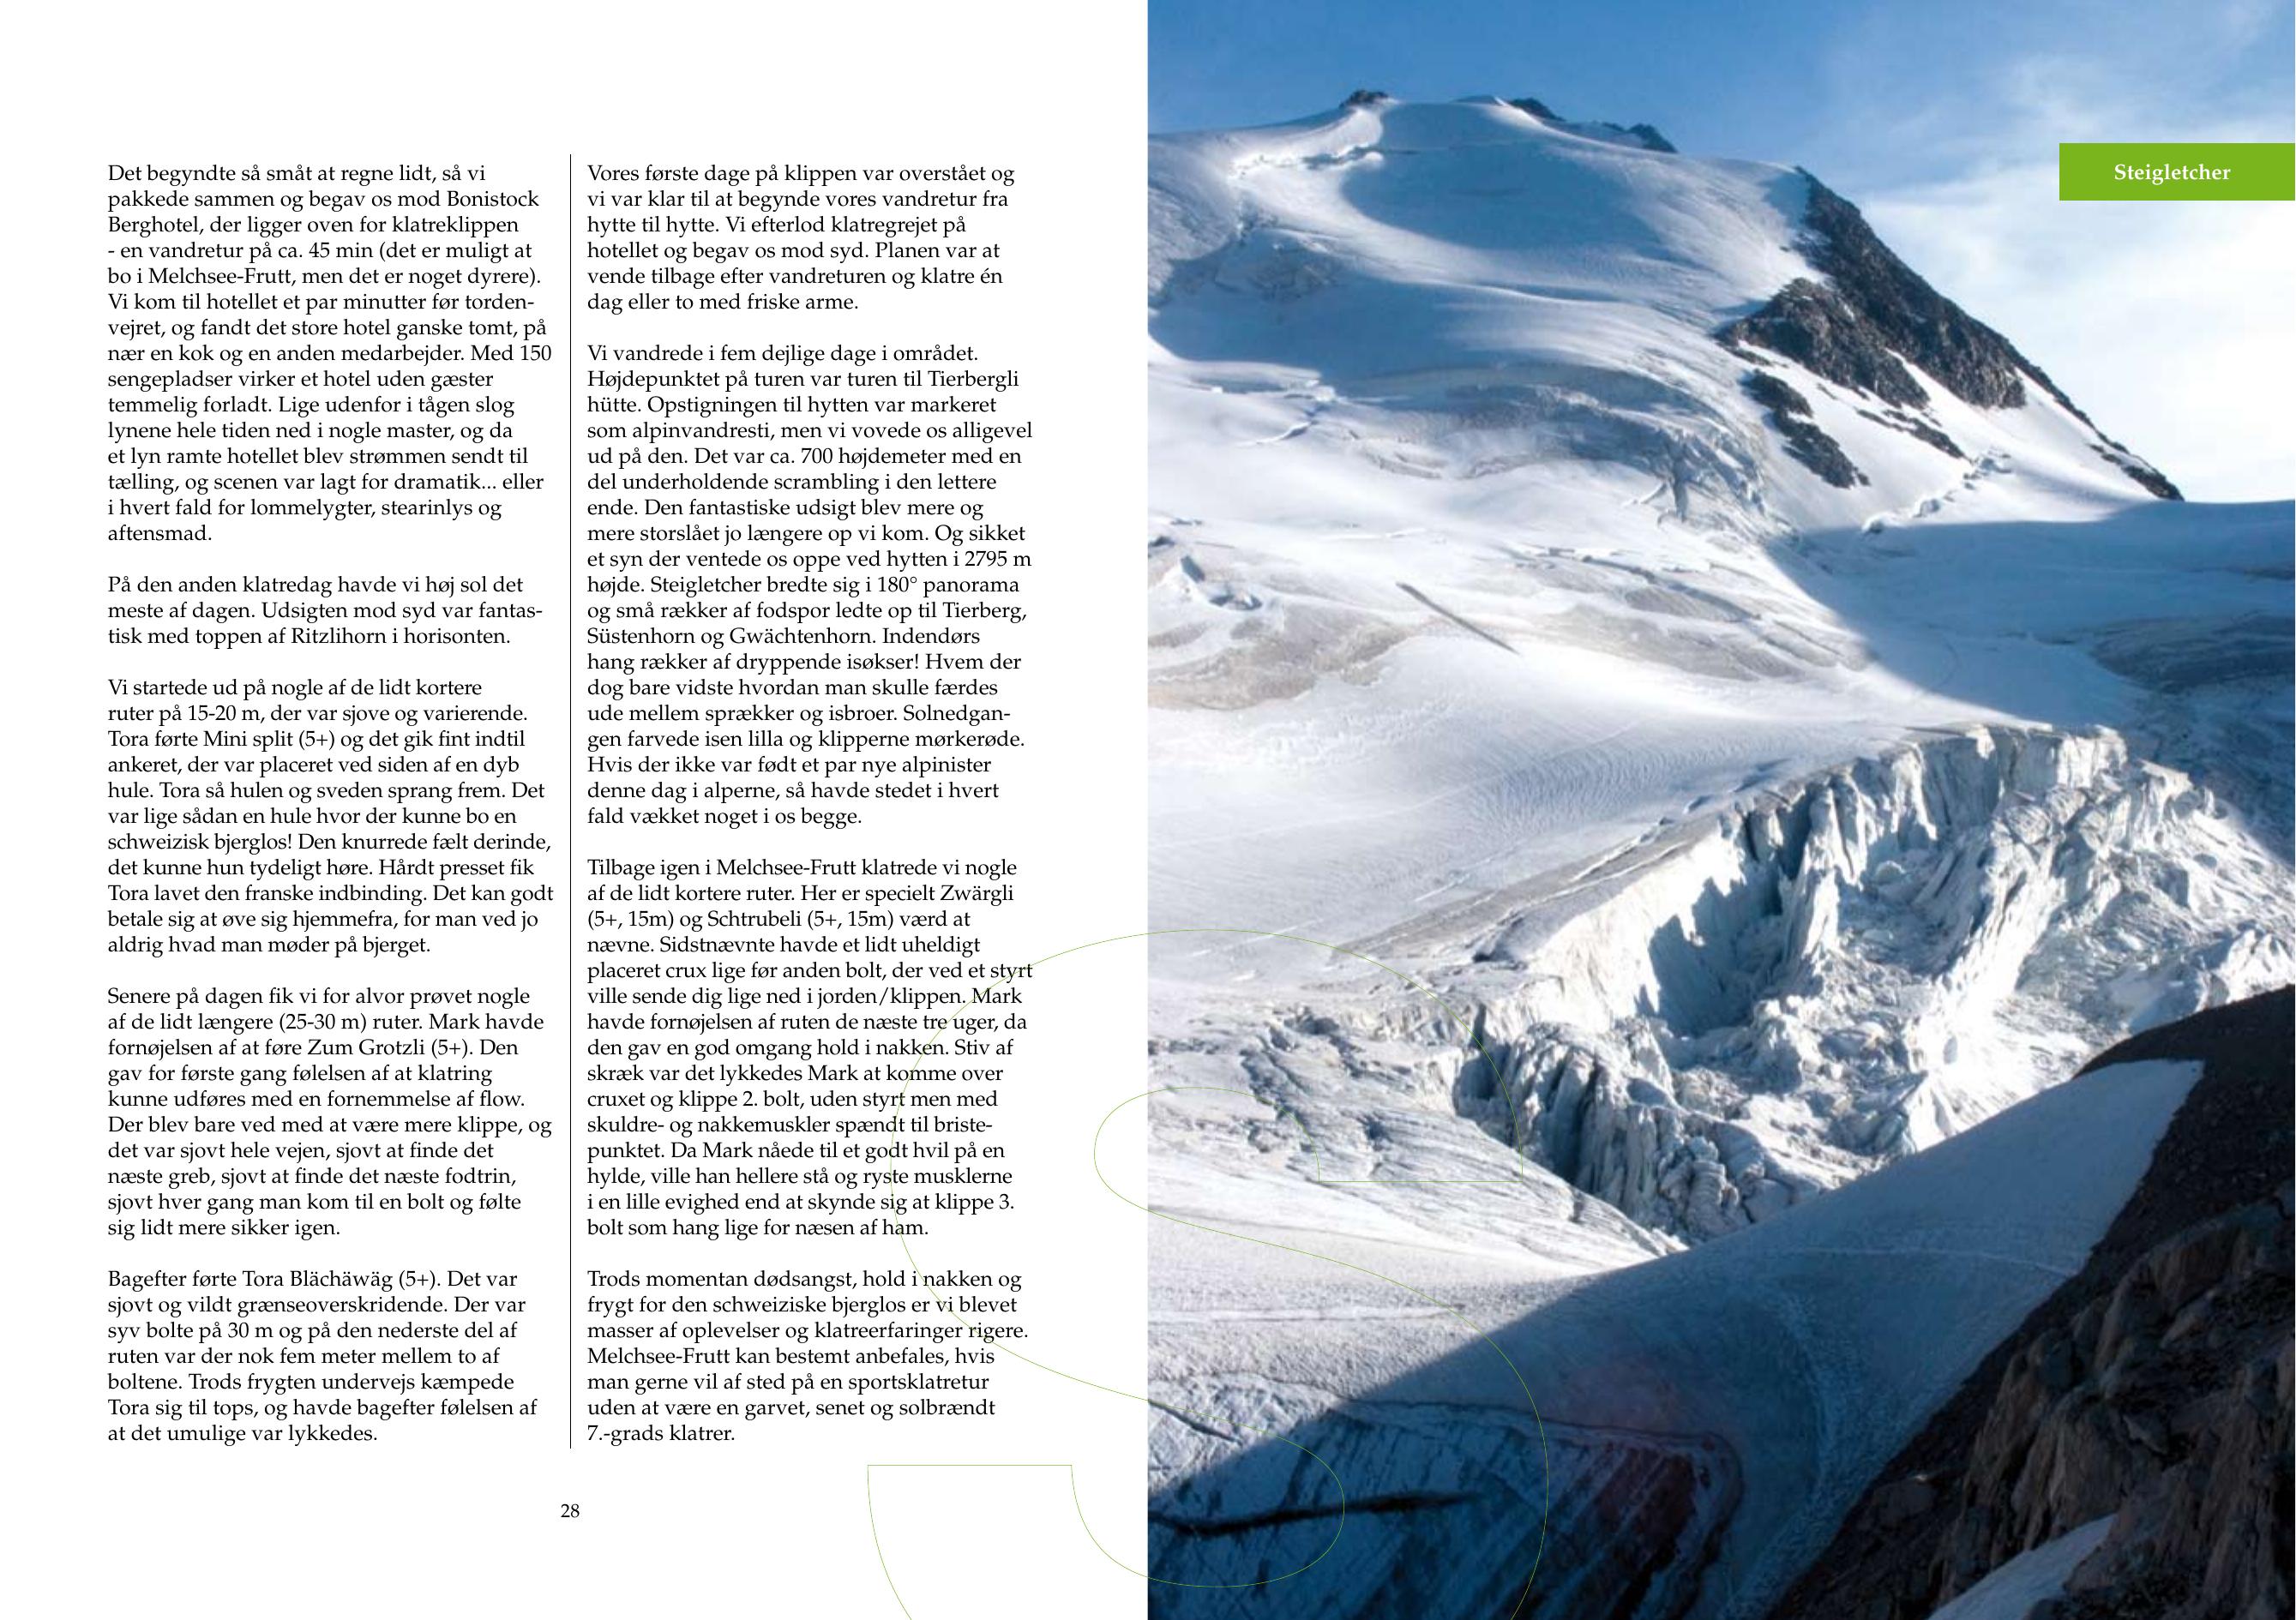 Det begyndte så småt at regne lidt, så vi
pakkede sammen og begav os mod Bonistock
Berghotel, der ligger oven for klatreklippen
- en vandretur på ca. 45 min (det er muligt at
bo i Melchsee-Frutt, men det er noget dyrere).
Vi kom til hotellet et par minutter før torden-
vejret, og fandt det store hotel ganske tomt, på
nær en kok og en anden medarbejder. Med 150
sengepladser virker et hotel uden gæster
temmelig forladt. Lige udenfor i tågen slog
lynene hele tiden ned i nogle master, og da
et lyn ramte hotellet blev strømmen sendt til
tælling, og scenen var lagt for dramatik... eller
i hvert fald for lommelygter, stearinlys og
aftensmad.
På den anden klatredag havde vi høj sol det
meste af dagen. Udsigten mod syd var fantas-
tisk med toppen af Ritzlihorn i horisonten.
Vi startede ud på nogle af de lidt kortere
ruter på 15-20 m, der var sjove og varierende.
Tora førte Mini split (5+) og det gik fint indtil
ankeret, der var placeret ved siden af en dyb
hule. Tora så hulen og sveden sprang frem. Det
var lige sådan en hule hvor der kunne bo en
schweizisk bjerglos! Den knurrede fælt derinde,
det kunne hun tydeligt høre. Hårdt presset fik
Tora lavet den franske indbinding. Det kan godt
betale sig at øve sig hjemmefra, for man ved jo
aldrig hvad man møder på bjerget.
Senere på dagen fik vi for alvor prøvet nogle
af de lidt længere (25-30 m) ruter. Mark havde
fornøjelsen af at føre Zum Grotzli (5+). Den
gav for første gang følelsen af at klatring
kunne udføres med en fornemmelse af flow.
Der blev bare ved med at være mere klippe, og
det var sjovt hele vejen, sjovt at finde det
næste greb, sjovt at finde det næste fodtrin,
sjovt hver gang man kom til en bolt og følte
sig lidt mere sikker igen.
Bagefter førte Tora Blächäwäg (5+). Det var
sjovt og vildt grænseoverskridende. Der var
syv bolte på 30 m og på den nederste del af
ruten var der nok fem meter mellem to af
boltene. Trods frygten undervejs kæmpede
Tora sig til tops, og havde bagefter følelsen af
at det umulige var lykkedes.
Vores første dage på klippen var overstået og
vi var klar til at begynde vores vandretur fra
hytte til hytte. Vi efterlod klatregrejet på
hotellet og begav os mod syd. Planen var at
vende tilbage efter vandreturen og klatre én
dag eller to med friske arme.
Vi vandrede i fem dejlige dage i området.
Højdepunktet på turen var turen til Tierbergli
hütte. Opstigningen til hytten var markeret
som alpinvandresti, men vi vovede os alligevel
ud på den. Det var ca. 700 højdemeter med en
del underholdende scrambling i den lettere
ende. Den fantastiske udsigt blev mere og
mere storslået jo længere op vi kom. Og sikket
et syn der ventede os oppe ved hytten i 2795 m
højde. Steigletcher bredte sig i 180° panorama
og små rækker af fodspor ledte op til Tierberg,
Süstenhorn og Gwächtenhorn. Indendørs
hang rækker af dryppende isøkser! Hvem der
dog bare vidste hvordan man skulle færdes
ude mellem sprækker og isbroer. Solnedgan-
gen farvede isen lilla og klipperne mørkerøde.
Hvis der ikke var født et par nye alpinister
denne dag i alperne, så havde stedet i hvert
fald vækket noget i os begge.
Tilbage igen i Melchsee-Frutt klatrede vi nogle
af de lidt kortere ruter. Her er specielt Zwärgli
(5+, 15m) og Schtrubeli (5+, 15m) værd at
nævne. Sidstnævnte havde et lidt uheldigt
placeret crux lige før anden bolt, der ved et styrt
ville sende dig lige ned i jorden/klippen. Mark
havde fornøjelsen af ruten de næste tre uger, da
den gav en god omgang hold i nakken. Stiv af
skræk var det lykkedes Mark at komme over
cruxet og klippe 2. bolt, uden styrt men med
skuldre- og nakkemuskler spændt til briste-
punktet. Da Mark nåede til et godt hvil på en
hylde, ville han hellere stå og ryste musklerne
i en lille evighed end at skynde sig at klippe 3.
bolt som hang lige for næsen af ham.
Trods momentan dødsangst, hold i nakken og
frygt for den schweiziske bjerglos er vi blevet
masser af oplevelser og klatreerfaringer rigere.
Melchsee-Frutt kan bestemt anbefales, hvis
man gerne vil af sted på en sportsklatretur
uden at være en garvet, senet og solbrændt
7.-grads klatrer.
28
Steigletcher